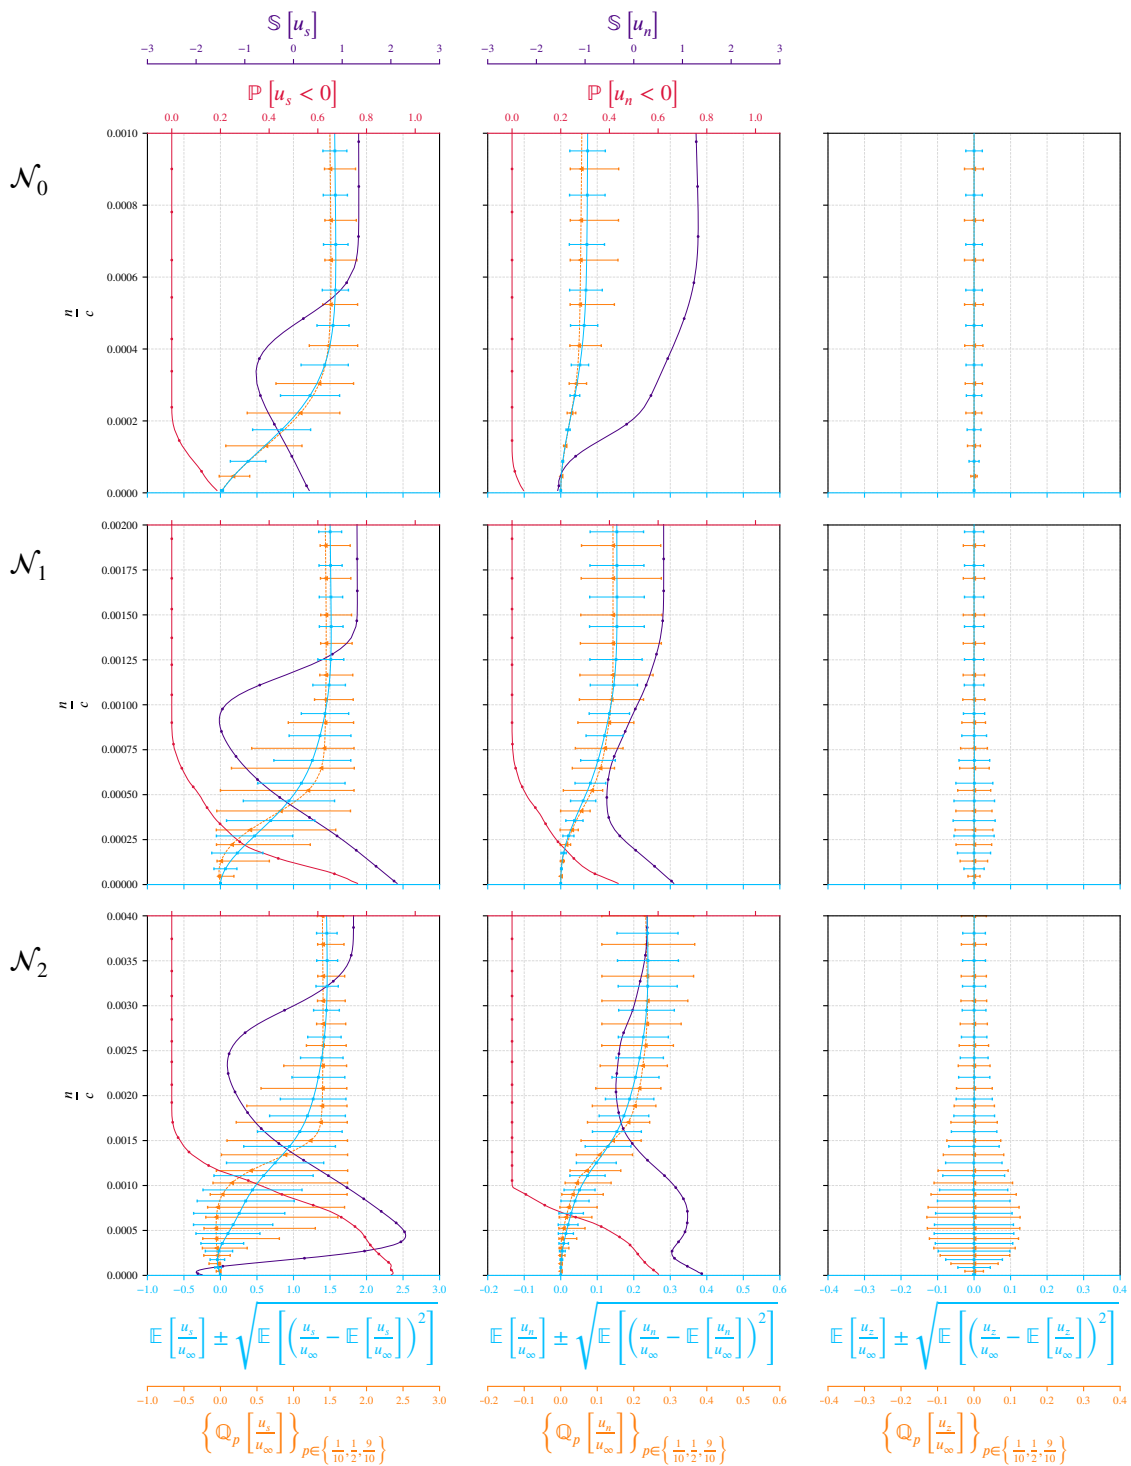 𝕊 [u_s] 𝕊 [u_n]
−3 −2 −1 0 1 2 3 −3 −2 −1 0 1 2 3
ℙ [u_s < 0] ℙ [u_n < 0]
0.0 0.2 0.4 0.6 0.8 1.0 0.0 0.2 0.4 0.6 0.8 1.0
𝒩_0
n/c
0.0010
0.0008
0.0006
0.0004
0.0002
0.0000
𝒩_1
n/c
0.00200
0.00175
0.00150
0.00125
0.00100
0.00075
0.00050
0.00025
0.00000
𝒩_2
n/c
0.0040
0.0035
0.0030
0.0025
0.0020
0.0015
0.0010
0.0005
0.0000
−1.0 −0.5 0.0 0.5 1.0 1.5 2.0 2.5 3.0 −0.2 −0.1 0.0 0.1 0.2 0.3 0.4 0.5 0.6 −0.4 −0.3 −0.2 −0.1 0.0 0.1 0.2 0.3 0.4
𝔼 [u_s/u_∞] ± √(𝔼 [(u_s/u_∞ − 𝔼 [u_s/u_∞])^2]) 𝔼 [u_n/u_∞] ± √(𝔼 [(u_n/u_∞ − 𝔼 [u_n/u_∞])^2]) 𝔼 [u_z/u_∞] ± √(𝔼 [(u_z/u_∞ − 𝔼 [u_z/u_∞])^2])
−1.0 −0.5 0.0 0.5 1.0 1.5 2.0 2.5 3.0 −0.2 −0.1 0.0 0.1 0.2 0.3 0.4 0.5 0.6 −0.4 −0.3 −0.2 −0.1 0.0 0.1 0.2 0.3 0.4
{ℚ_p [u_s/u_∞]}_{p∈{1/10, 1/2, 9/10}} {ℚ_p [u_n/u_∞]}_{p∈{1/10, 1/2, 9/10}} {ℚ_p [u_z/u_∞]}_{p∈{1/10, 1/2, 9/10}}